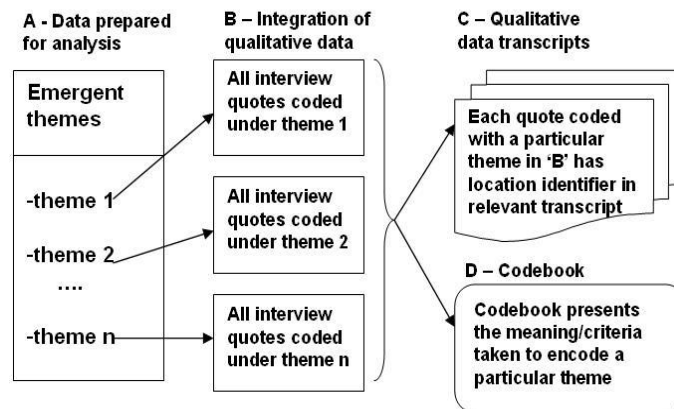 A - Data prepared
for analysis
Emergent
themes
-theme 1
-theme 2
....
-theme n
B – Integration of
qualitative data
All interview
quotes coded
under theme 1
All interview
quotes coded
under theme 2
All interview
quotes coded
under theme n
C – Qualitative
data transcripts
Each quote coded
with a particular
theme in ‘B’ has
location identifier in
relevant transcript
D – Codebook
Codebook presents
the meaning/criteria
taken to encode a
particular theme